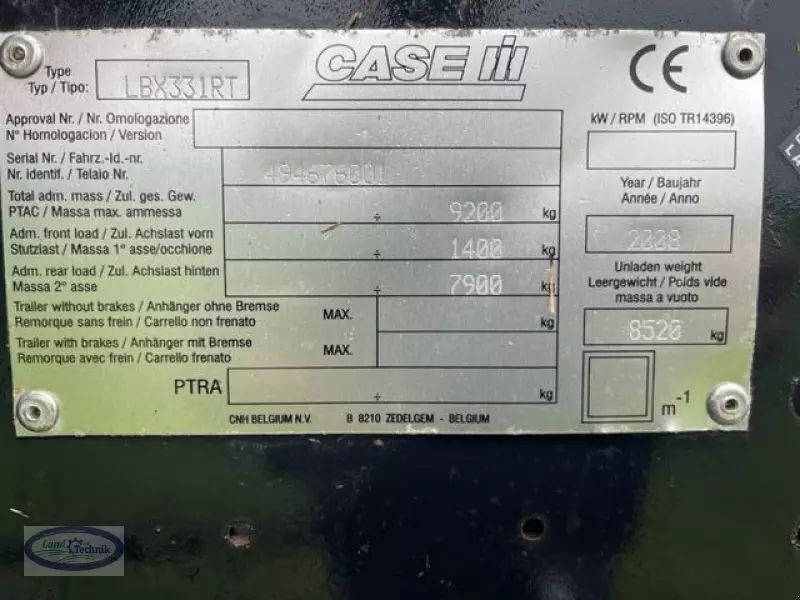 CASE III
CE
Type
Typ / Tipo:
LBX331RT
Approval Nr. / Nr. Omologazione
N° Homologacion / Version
kW / RPM (ISO TR14396)
Serial Nr. / Fahrz.-Id.-nr.
Nr. identif. / Telaio Nr.
494676001
Year / Baujahr
Année / Anno
2008
Total adm. mass / Zul. ges. Gew.
PTAC / Massa max. ammessa
÷ 9200 kg
Adm. front load / Zul. Achslast vorn
Stutzlast / Massa 1° asse/occhione
÷ 1400 kg
Adm. rear load / Zul. Achslast hinten
Massa 2° asse
÷ 7900 kg
Unladen weight
Leergewicht / Poids vide
massa a vuoto
8520 kg
Trailer without brakes / Anhänger ohne Bremse
Remorque sans frein / Carrello non frenato
MAX. kg
Trailer with brakes / Anhänger mit Bremse
Remorque avec frein / Carrello frenato
MAX.
PTRA ÷ kg
m⁻¹
CNH BELGIUM N.V. B 8210 ZEDELGEM - BELGIUM
Land
Technik